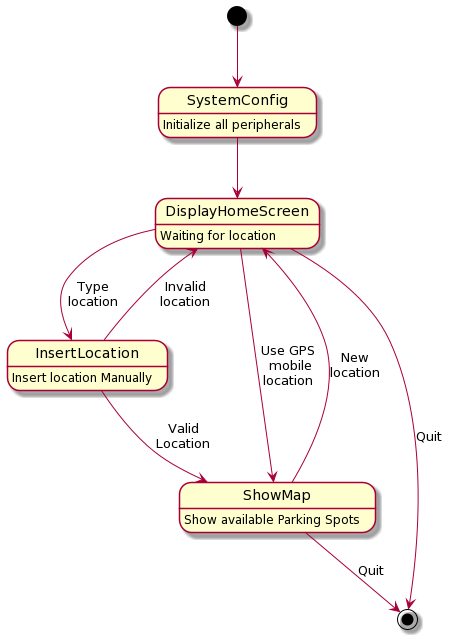 SystemConfig
Initialize all peripherals
DisplayHomeScreen
Waiting for location
Type
location
Invalid
location
InsertLocation
Insert location Manually
Use GPS
mobile
location
New
location
Quit
Valid
Location
ShowMap
Show available Parking Spots
Quit